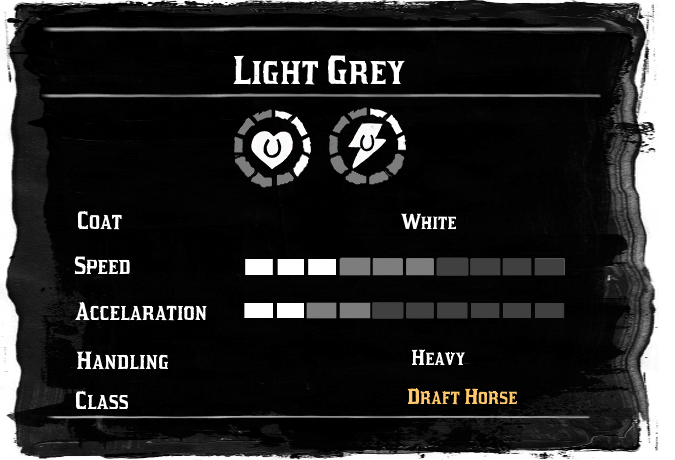 Light Grey
Coat White
Speed
Accelaration
Handling Heavy
Class Draft Horse